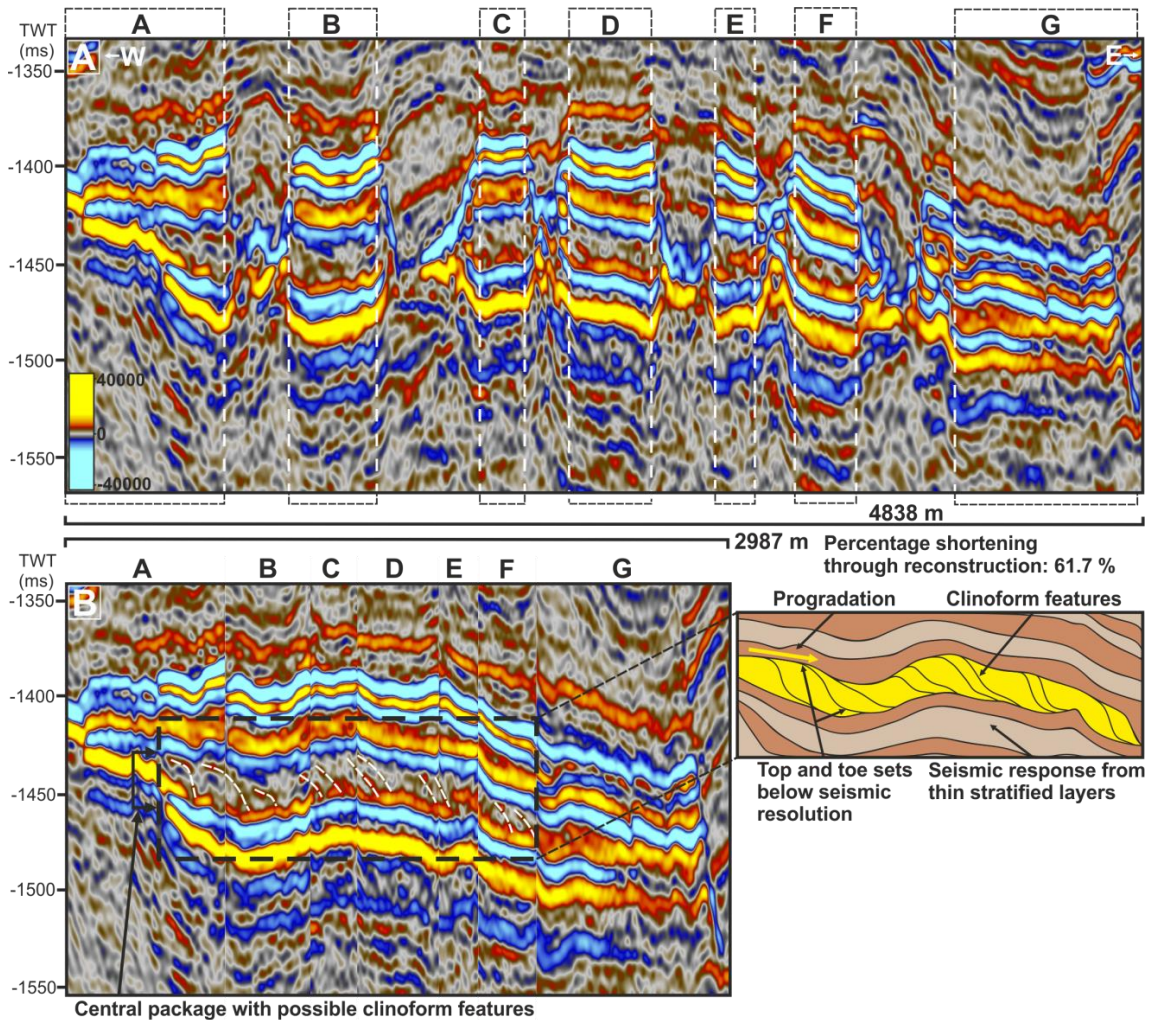 A B C D E F G
TWT
(ms)
A ←W E→
-1350
-1400
-1450
-1500
-1550
40000
0
-40000
4838 m
2987 m
Percentage shortening
through reconstruction: 61.7 %
TWT
(ms)
A B C D E F G
B
-1350
-1400
-1450
-1500
-1550
Progradation Clinoform features
Top and toe sets
below seismic
resolution
Seismic response from
thin stratified layers
Central package with possible clinoform features